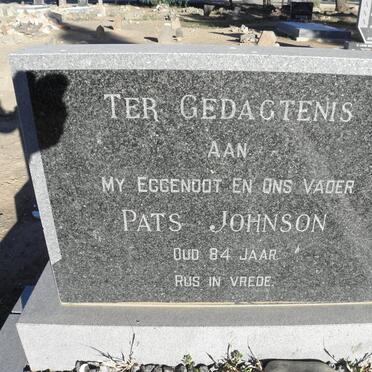 TER GEDAGTENIS
AAN
MY EGGENOOT EN ONS VADER
PATS JOHNSON
OUD 84 JAAR.
RUS IN VREDE.